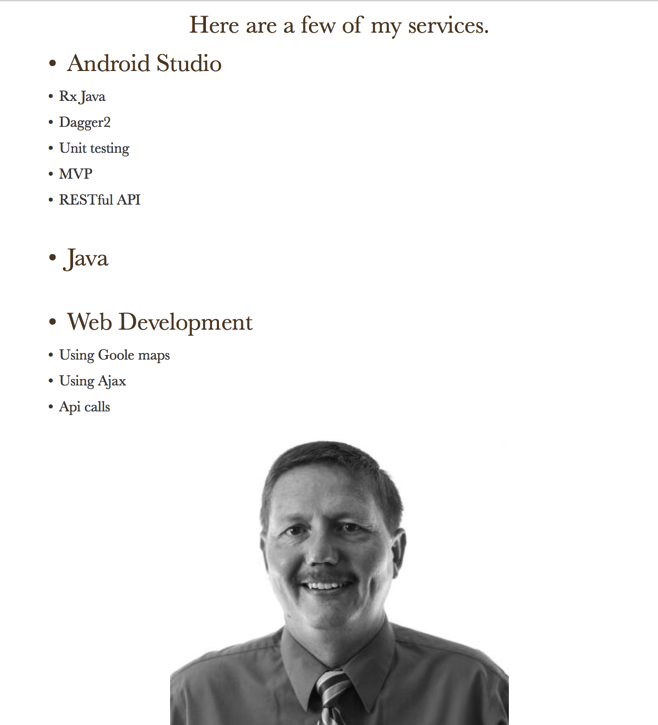 Here are a few of my services.
• Android Studio
• Rx Java
• Dagger2
• Unit testing
• MVP
• RESTful API
• Java
• Web Development
• Using Goole maps
• Using Ajax
• Api calls